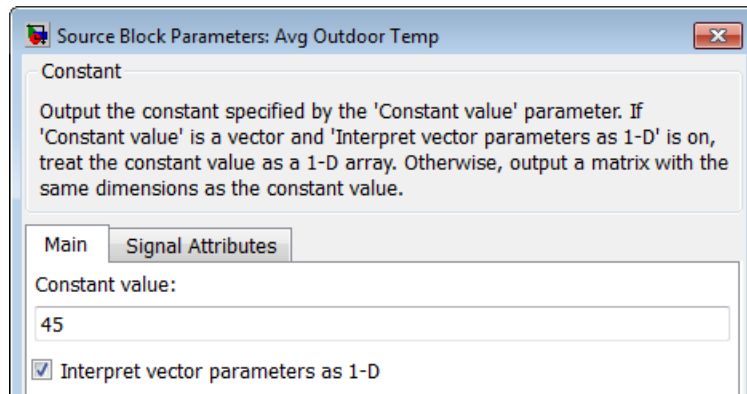 Source Block Parameters: Avg Outdoor Temp
Constant
Output the constant specified by the 'Constant value' parameter. If
'Constant value' is a vector and 'Interpret vector parameters as 1-D' is on,
treat the constant value as a 1-D array. Otherwise, output a matrix with the
same dimensions as the constant value.
Main Signal Attributes
Constant value:
45
Interpret vector parameters as 1-D